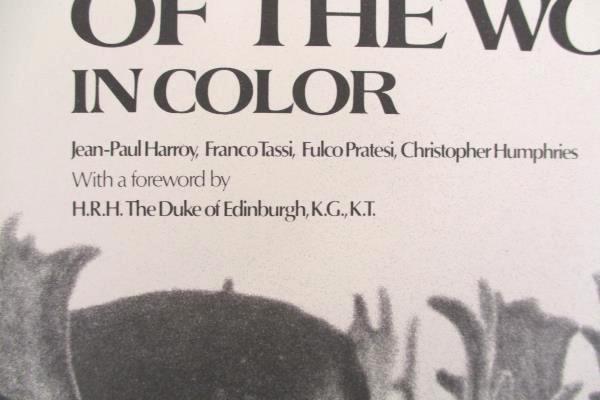 OF THE WO
IN COLOR
Jean-Paul Harroy, Franco Tassi, Fulco Pratesi, Christopher Humphries
With a foreword by
H.R.H. The Duke of Edinburgh, K.G., K.T.